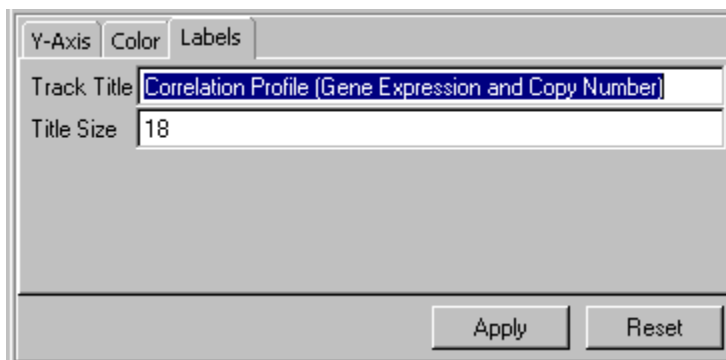 Y-Axis Color Labels
Track Title Correlation Profile (Gene Expression and Copy Number)
Title Size 18
Apply Reset